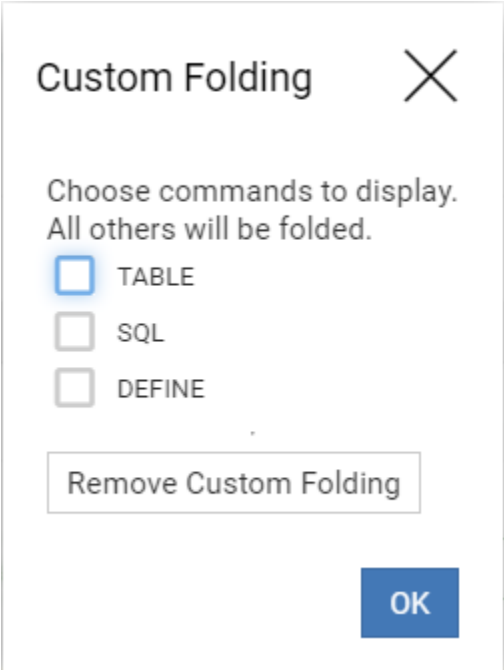 Custom Folding
Choose commands to display.
All others will be folded.
TABLE
SQL
DEFINE
Remove Custom Folding
OK